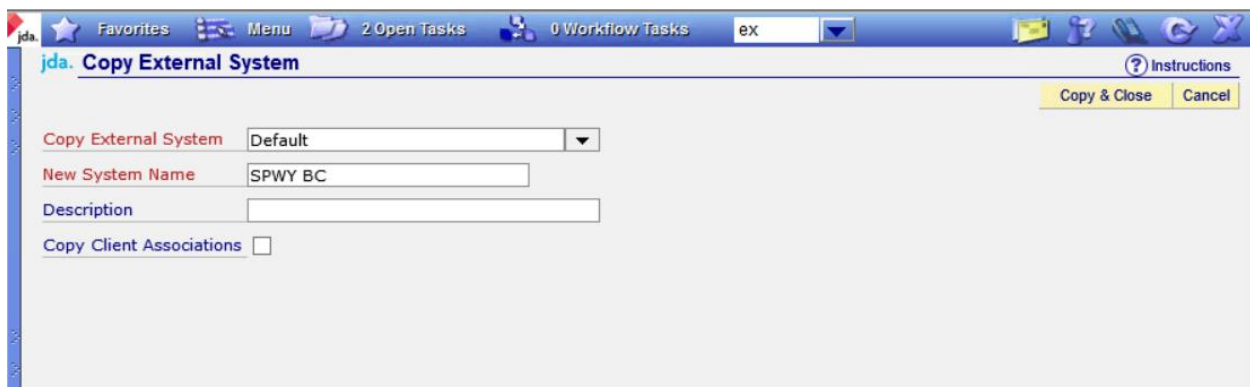 jda. Favorites Menu 2 Open Tasks 0 Workflow Tasks ex
jda. Copy External System
Instructions
Copy & Close Cancel
Copy External System Default
New System Name SPWY BC
Description
Copy Client Associations